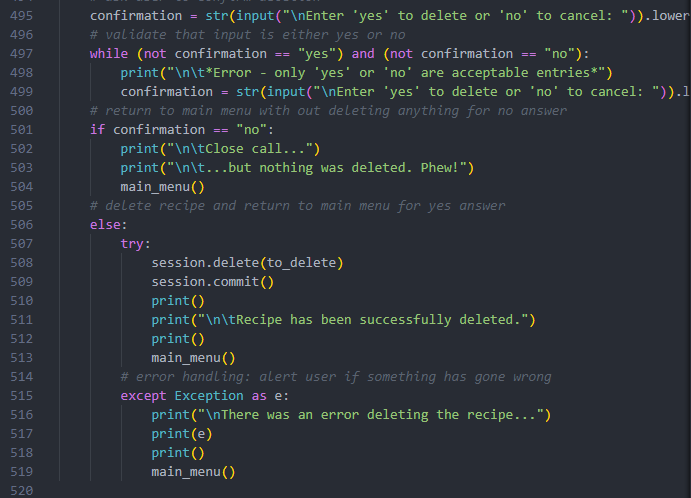 495 confirmation = str(input("\nEnter 'yes' to delete or 'no' to cancel: ")).lower
496 # validate that input is either yes or no
497 while (not confirmation == "yes") and (not confirmation == "no"):
498 print("\n\t*Error - only 'yes' or 'no' are acceptable entries*")
499 confirmation = str(input("\nEnter 'yes' to delete or 'no' to cancel: ")).l
500 # return to main menu with out deleting anything for no answer
501 if confirmation == "no":
502 print("\n\tClose call...")
503 print("\n\t...but nothing was deleted. Phew!")
504 main_menu()
505 # delete recipe and return to main menu for yes answer
506 else:
507 try:
508 session.delete(to_delete)
509 session.commit()
510 print()
511 print("\n\tRecipe has been successfully deleted.")
512 print()
513 main_menu()
514 # error handling: alert user if something has gone wrong
515 except Exception as e:
516 print("\nThere was an error deleting the recipe...")
517 print(e)
518 print()
519 main_menu()
520